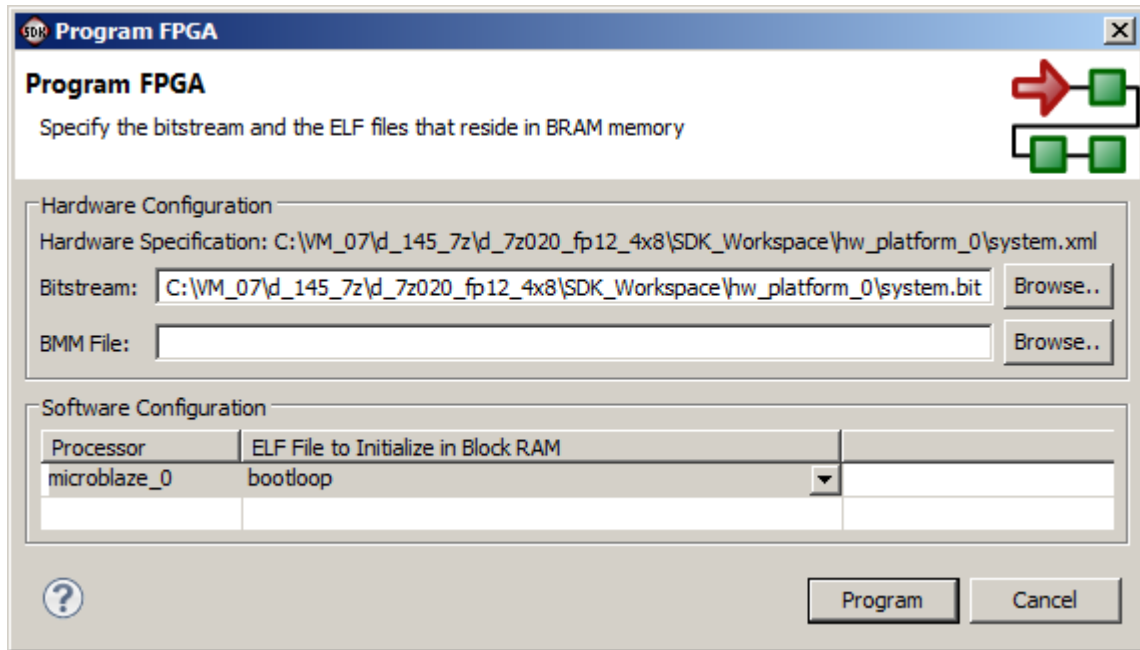 SDK Program FPGA
Program FPGA
Specify the bitstream and the ELF files that reside in BRAM memory
Hardware Configuration
Hardware Specification: C:\VM_07\d_145_7z\d_7z020_fp12_4x8\SDK_Workspace\hw_platform_0\system.xml
Bitstream: C:\VM_07\d_145_7z\d_7z020_fp12_4x8\SDK_Workspace\hw_platform_0\system.bit Browse..
BMM File: Browse..
Software Configuration
Processor ELF File to Initialize in Block RAM
microblaze_0 bootloop
? Program Cancel